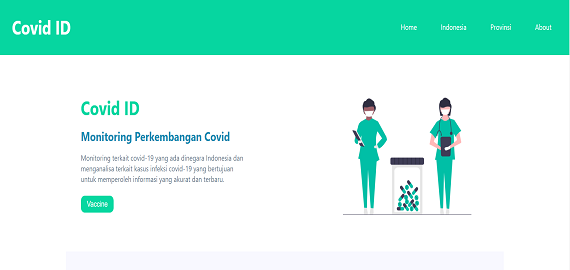 Covid ID
Home Indonesia Provinsi About
Covid ID
Monitoring Perkembangan Covid
Monitoring terkait covid-19 yang ada dinegara Indonesia dan
menganalisa terkait kasus infeksi covid-19 yang bertujuan
untuk memperoleh informasi yang akurat dan terbaru.
Vaccine